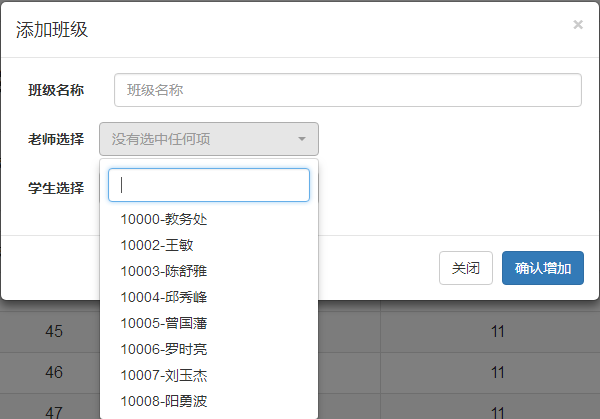 添加班级
×
班级名称 班级名称
老师选择 没有选中任何项
学生选择
10000-教务处
10002-王敏
10003-陈舒雅
10004-邱秀峰
10005-曾国藩
10006-罗时亮
10007-刘玉杰
10008-阳勇波
关闭 确认增加
45 11
46 11
47 11